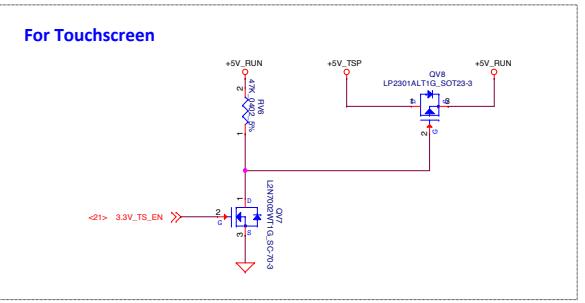 For Touchscreen
+5V_RUN
+5V_TSP
+5V_RUN
QV8
LP2301ALT1G_SOT23-3
2
RV6
47K_0402_5%
1
1
D
S
3
2
G
1
D
<21> 3.3V_TS_EN
2
G
QV7
L2N7002WT1G_SC-70-3
3
S